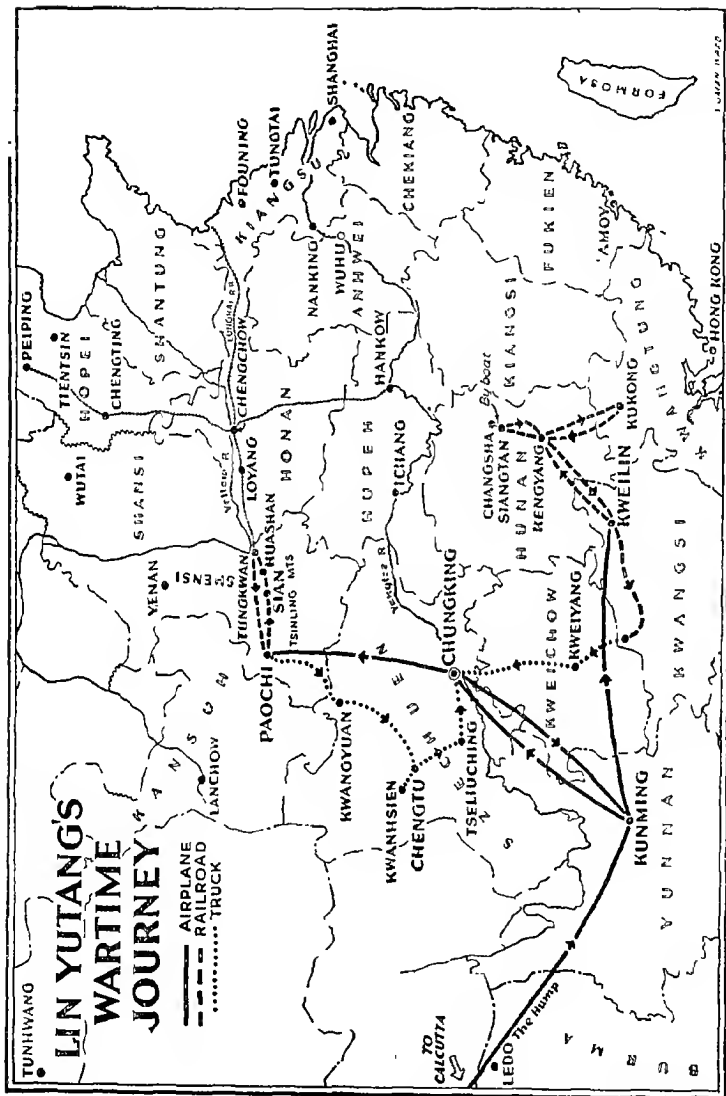 TUNHWANG
LIN YUTANG'S
WARTIME
JOURNEY
AIRPLANE
RAILROAD
TRUCK
PEIPING
TIENTSIN
HOPEI
CHENGTING
WUTAI
SHANSI
SHANTUNG
YENAN
SHENSI
KANSUH
LANCHOW
LUNGHAI R.R.
CHENGCHOW
Yellow R.
LOYANG
HONAN
TUNGKWAN
HUASHAN
SIAN
TSINLING MTS
PAOCHI
FOUNING
TUNGTAI
KIANGSU
SHANGHAI
NANKING
WUHU
ANHWEI
CHEKIANG
HANKOW
HUPEH
ICHANG
Yangtze R.
KWANGYUAN
KWANHSIEN
CHENGTU
SZECHUEN
CHUNGKING
TSELIUCHING
By boat
CHANGSHA
SIANGTAN
HENGYANG
HUNAN
KIANGSI
FUKIEN
AMOY
FORMOSA
KUKONG
KWANGTUNG
HONG KONG
KWEILIN
KWANGSI
KWEICHOW
KWEIYANG
KUNMING
YUNNAN
TO
CALCUTTA
LEDO
The Hump
BURMA